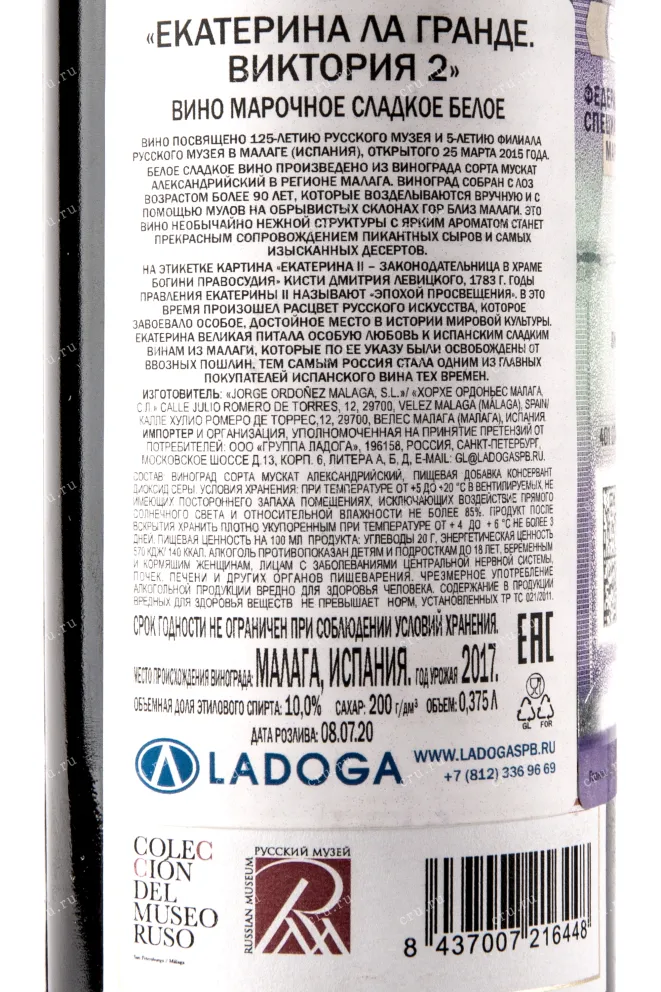 «ЕКАТЕРИНА ЛА ГРАНДЕ.
ВИКТОРИЯ 2»
ВИНО МАРОЧНОЕ СЛАДКОЕ БЕЛОЕ
ВИНО ПОСВЯЩЕНО 125-ЛЕТИЮ РУССКОГО МУЗЕЯ И 5-ЛЕТИЮ ФИЛИАЛА
РУССКОГО МУЗЕЯ В МАЛАГЕ (ИСПАНИЯ), ОТКРЫТОГО 25 МАРТА 2015 ГОДА.
БЕЛОЕ СЛАДКОЕ ВИНО ПРОИЗВЕДЕНО ИЗ ВИНОГРАДА СОРТА МУСКАТ
АЛЕКСАНДРИЙСКИЙ В РЕГИОНЕ МАЛАГА. ВИНОГРАД СОБРАН С ЛОЗ
ВОЗРАСТОМ БОЛЕЕ 90 ЛЕТ, КОТОРЫЕ ВОЗДЕЛЫВАЮТСЯ ВРУЧНУЮ И С
ПОМОЩЬЮ МУЛОВ НА ОБРЫВИСТЫХ СКЛОНАХ ГОР БЛИЗ МАЛАГИ. ЭТО
ВИНО НЕОБЫЧАЙНО НЕЖНОЙ СТРУКТУРЫ С ЯРКИМ АРОМАТОМ СТАНЕТ
ПРЕКРАСНЫМ СОПРОВОЖДЕНИЕМ ПИКАНТНЫХ СЫРОВ И САМЫХ
ИЗЫСКАННЫХ ДЕСЕРТОВ.
НА ЭТИКЕТКЕ КАРТИНА «ЕКАТЕРИНА II – ЗАКОНОДАТЕЛЬНИЦА В ХРАМЕ
БОГИНИ ПРАВОСУДИЯ» КИСТИ ДМИТРИЯ ЛЕВИЦКОГО, 1783 Г. ГОДЫ
ПРАВЛЕНИЯ ЕКАТЕРИНЫ II НАЗЫВАЮТ «ЭПОХОЙ ПРОСВЕЩЕНИЯ». В ЭТО
ВРЕМЯ ПРОИЗОШЕЛ РАСЦВЕТ РУССКОГО ИСКУССТВА, КОТОРОЕ
ЗАВОЕВАЛО ОСОБОЕ, ДОСТОЙНОЕ МЕСТО В ИСТОРИИ МИРОВОЙ КУЛЬТУРЫ.
ЕКАТЕРИНА ВЕЛИКАЯ ПИТАЛА ОСОБУЮ ЛЮБОВЬ К ИСПАНСКИМ СЛАДКИМ
ВИНАМ ИЗ МАЛАГИ, КОТОРЫЕ ПО ЕЕ УКАЗУ БЫЛИ ОСВОБОЖДЕНЫ ОТ
ВВОЗНЫХ ПОШЛИН, ТЕМ САМЫМ РОССИЯ СТАЛА ОДНИМ ИЗ ГЛАВНЫХ
ПОКУПАТЕЛЕЙ ИСПАНСКОГО ВИНА ТЕХ ВРЕМЕН.
ИЗГОТОВИТЕЛЬ: «JORGE ORDOÑEZ MALAGA, S.L.»/ «ХОРХЕ ОРДОНЬЕС МАЛАГА,
С.Л.» CALLE JULIO ROMERO DE TORRES, 12, 29700, VELEZ MALAGA (MALAGA), SPAIN/
КАЛЛЕ ХУЛИО РОМЕРО ДЕ ТОРРЕС,12, 29700, ВЕЛЕС МАЛАГА (МАЛАГА), ИСПАНИЯ
ИМПОРТЕР И ОРГАНИЗАЦИЯ, УПОЛНОМОЧЕННАЯ НА ПРИНЯТИЕ ПРЕТЕНЗИЙ ОТ
ПОТРЕБИТЕЛЕЙ: ООО «ГРУППА ЛАДОГА», 196158, РОССИЯ, САНКТ-ПЕТЕРБУРГ,
МОСКОВСКОЕ ШОССЕ Д.13, КОРП. 6, ЛИТЕРА А, Б, Д, E-MAIL: GL@LADOGASPB.RU.
СОСТАВ: ВИНОГРАД СОРТА МУСКАТ АЛЕКСАНДРИЙСКИЙ, ПИЩЕВАЯ ДОБАВКА КОНСЕРВАНТ
ДИОКСИД СЕРЫ. УСЛОВИЯ ХРАНЕНИЯ: ПРИ ТЕМПЕРАТУРЕ ОТ +5 ДО +20 °С В ВЕНТИЛИРУЕМЫХ, НЕ
ИМЕЮЩИХ ПОСТОРОННЕГО ЗАПАХА ПОМЕЩЕНИЯХ, ИСКЛЮЧАЮЩИХ ВОЗДЕЙСТВИЕ ПРЯМОГО
СОЛНЕЧНОГО СВЕТА И ОТНОСИТЕЛЬНОЙ ВЛАЖНОСТИ НЕ БОЛЕЕ 85%. ПРОДУКТ ПОСЛЕ
ВСКРЫТИЯ ХРАНИТЬ ПЛОТНО УКУПОРЕННЫМ ПРИ ТЕМПЕРАТУРЕ ОТ + 4 ДО + 6 °С НЕ БОЛЕЕ 3
ДНЕЙ. ПИЩЕВАЯ ЦЕННОСТЬ НА 100 МЛ ПРОДУКТА: УГЛЕВОДЫ 20 Г, ЭНЕРГЕТИЧЕСКАЯ ЦЕННОСТЬ
570 КДЖ/ 140 ККАЛ. АЛКОГОЛЬ ПРОТИВОПОКАЗАН ДЕТЯМ И ПОДРОСТКАМ ДО 18 ЛЕТ, БЕРЕМЕННЫМ
И КОРМЯЩИМ ЖЕНЩИНАМ, ЛИЦАМ С ЗАБОЛЕВАНИЯМИ ЦЕНТРАЛЬНОЙ НЕРВНОЙ СИСТЕМЫ,
ПОЧЕК, ПЕЧЕНИ И ДРУГИХ ОРГАНОВ ПИЩЕВАРЕНИЯ. ЧРЕЗМЕРНОЕ УПОТРЕБЛЕНИЕ
АЛКОГОЛЬНОЙ ПРОДУКЦИИ ВРЕДНО ДЛЯ ЗДОРОВЬЯ ЧЕЛОВЕКА. СОДЕРЖАНИЕ В ПРОДУКЦИИ
ВРЕДНЫХ ДЛЯ ЗДОРОВЬЯ ВЕЩЕСТВ НЕ ПРЕВЫШАЕТ НОРМ, УСТАНОВЛЕННЫХ ТР ТС 021/2011.
СРОК ГОДНОСТИ НЕ ОГРАНИЧЕН ПРИ СОБЛЮДЕНИИ УСЛОВИЙ ХРАНЕНИЯ.
EAC
МЕСТО ПРОИСХОЖДЕНИЯ ВИНОГРАДА: МАЛАГА, ИСПАНИЯ. ГОД УРОЖАЯ 2017.
ОБЪЕМНАЯ ДОЛЯ ЭТИЛОВОГО СПИРТА: 10,0% САХАР: 200 г/дм³ ОБЪЕМ: 0,375 Л
GL FOR
ДАТА РОЗЛИВА: 08.07.20
LADOGA
WWW.LADOGASPB.RU
+7 (812) 336 96 69
COLEC
CIÓN
DEL
MUSEO
RUSO
San Petersburgo / Málaga
РУССКИЙ МУЗЕЙ
RUSSIAN MUSEUM
8 437007 216448
ФЕДЕР
СПЕЦИ
cru.ru